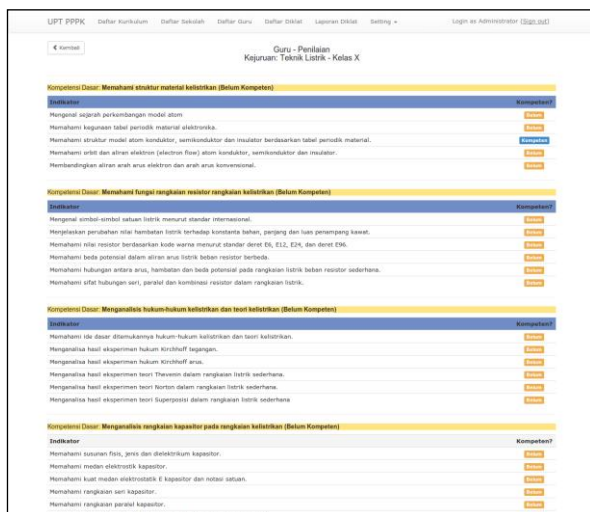 UPT PPPK Daftar Kurikulum Daftar Sekolah Daftar Guru Daftar Diklat Laporan Diklat Setting Login as Administrator (Sign out)
Kembali
Guru - Penilaian
Kejuruan: Teknik Listrik - Kelas X
Kompetensi Dasar: Memahami struktur material kelistrikan (Belum Kompeten)
Indikator Kompeten?
Mengenal sejarah perkembangan model atom Belum
Memahami kegunaan tabel periodik material elektronika. Belum
Memahami struktur model atom konduktor, semikonduktor dan insulator berdasarkan tabel periodik material. Kompeten
Memahami orbit dan aliran elektron (electron flow) atom konduktor, semikonduktor dan insulator. Belum
Membandingkan aliran arah arus elektron dan arah arus konvensional. Belum
Kompetensi Dasar: Memahami fungsi rangkaian resistor rangkaian kelistrikan (Belum Kompeten)
Indikator Kompeten?
Mengenal simbol-simbol satuan listrik menurut standar internasional. Belum
Menjelaskan perubahan nilai hambatan listrik terhadap konstanta bahan, panjang dan luas penampang kawat. Belum
Memahami nilai resistor berdasarkan kode warna menurut standar deret E6, E12, E24, dan deret E96. Belum
Memahami beda potensial dalam aliran arus listrik beban resistor berbeda. Belum
Memahami hubungan antara arus, hambatan dan beda potensial pada rangkaian listrik beban resistor sederhana. Belum
Memahami sifat hubungan seri, paralel dan kombinasi resistor dalam rangkaian listrik. Belum
Kompetensi Dasar: Menganalisis hukum-hukum kelistrikan dan teori kelistrikan (Belum Kompeten)
Indikator Kompeten?
Memahami ide dasar ditemukannya hukum-hukum kelistrikan dan teori kelistrikan. Belum
Menganalisa hasil eksperimen hukum Kirchhoff tegangan. Belum
Menganalisa hasil eksperimen hukum Kirchhoff arus. Belum
Menganalisa hasil eksperimen teori Thevenin dalam rangkaian listrik sederhana. Belum
Menganalisa hasil eksperimen teori Norton dalam rangkaian listrik sederhana. Belum
Menganalisa hasil eksperimen teori Superposisi dalam rangkaian listrik sederhana Belum
Kompetensi Dasar: Menganalisis rangkaian kapasitor pada rangkaian kelistrikan (Belum Kompeten)
Indikator Kompeten?
Memahami susunan fisis, jenis dan dielektrikum kapasitor. Belum
Memahami medan elektrostik kapasitor. Belum
Memahami kuat medan elektrostatik E kapasitor dan notasi satuan. Belum
Memahami rangkaian seri kapasitor. Belum
Memahami rangkaian paralel kapasitor. Belum